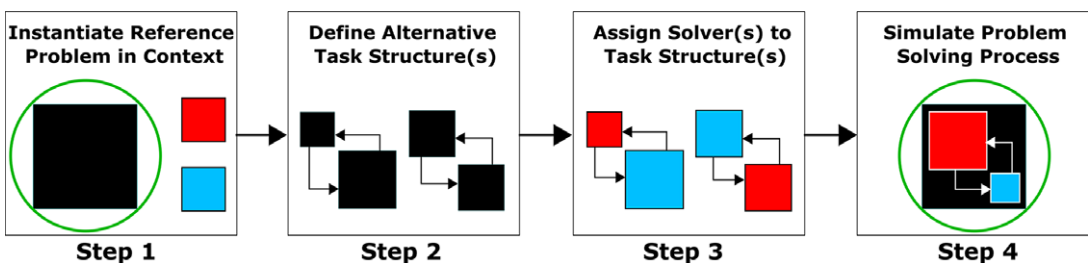 Instantiate Reference
Problem in Context
Step 1
Define Alternative
Task Structure(s)
Step 2
Assign Solver(s) to
Task Structure(s)
Step 3
Simulate Problem
Solving Process
Step 4